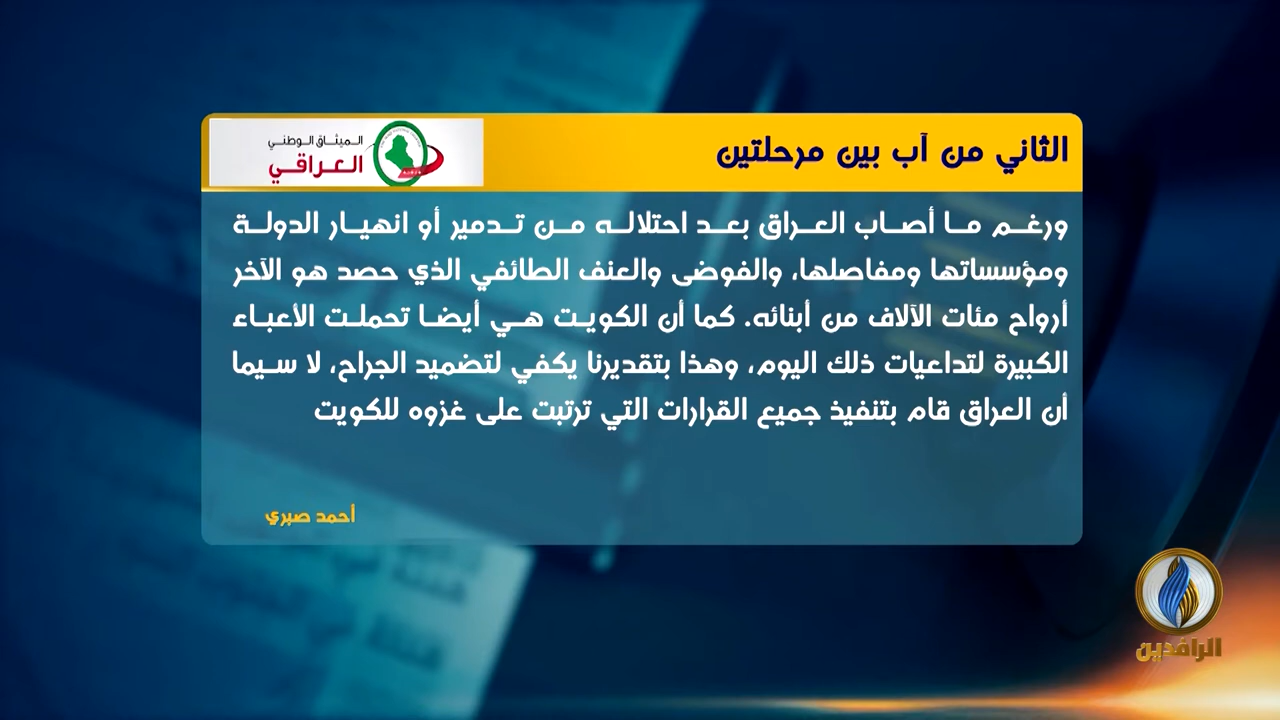 الثاني من آب بين مرحلتين
الميثاق الوطني
العراقي
ورغم ما أصاب العراق بعد احتلاله من تدمير أو انهيار الدولة
ومؤسساتها ومفاصلها، والفوضى والعنف الطائفي الذي حصد هو الآخر
أرواح مئات الآلاف من أبنائه. كما أن الكويت هي أيضا تحملت الأعباء
الكبيرة لتداعيات ذلك اليوم، وهذا بتقديرنا يكفي لتضميد الجراح، لا سيما
أن العراق قام بتنفيذ جميع القرارات التي ترتبت على غزوه للكويت
أحمد صبري
الرافدين